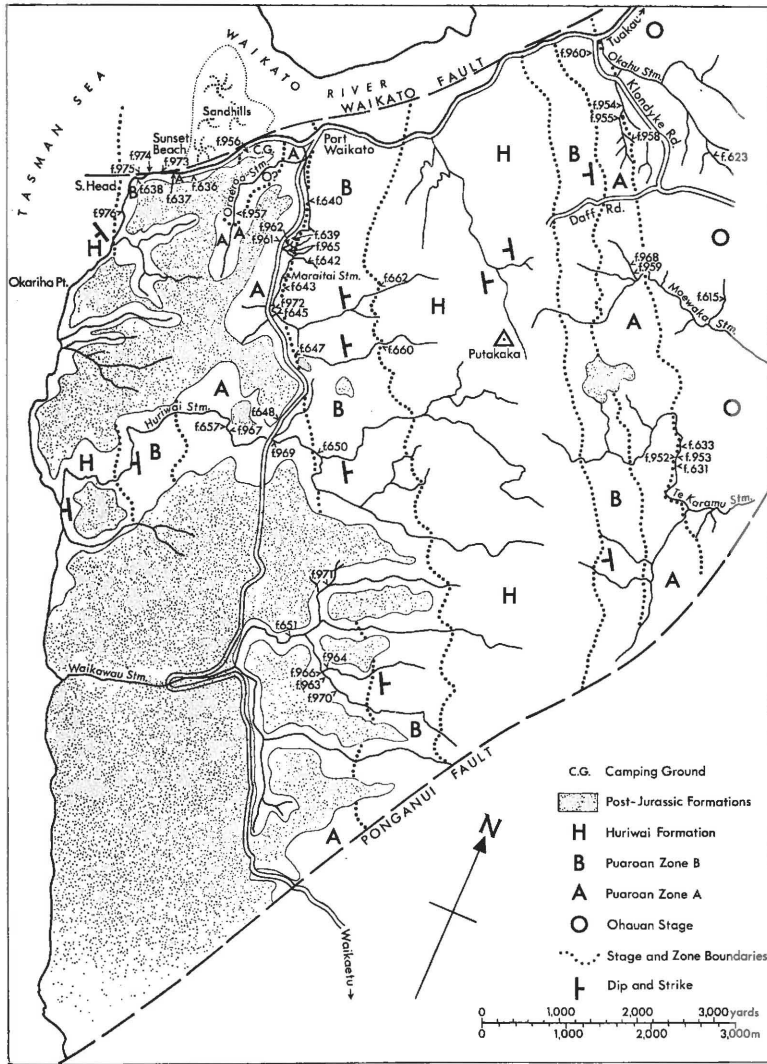 TASMAN SEA
WAIKATO
RIVER
WAIKATO FAULT
Sandhills
Sunset
Beach
S. Head
f.975
f.974
f.973
f.956
C.G.
A
Port
Waikato
B
f.638
A
f.637
f.636
Oraeroa Stm.
O?
f.976
H
Okariha Pt.
f.957
A
A
f.962
f.961
f.640
f.639
f.965
f.642
Maraitai Stm.
f.643
A
f.972
f.645
B
f.662
f.647
f.660
H
H
Putakaka
B
Tuakau
O
f.960
Okahu Stm.
Klondyke Rd.
f.954
f.955
f.958
f.623
B
A
Daff Rd.
O
f.968
f.959
Moewaka Stm.
f.615
A
O
A
Huriwai Stm.
f.648
f.657
f.967
f.969
B
f.650
H
B
f.633
f.952
f.953
f.631
Te Karamu Stm.
B
A
H
f.971
f.651
f.964
f.966
f.963
f.970
B
Waikawau Stm.
A
PONGANUI FAULT
Waikaetu
N
C.G. Camping Ground
Post-Jurassic Formations
H Huriwai Formation
B Puaroan Zone B
A Puaroan Zone A
O Ohauan Stage
Stage and Zone Boundaries
Dip and Strike
0 1,000 2,000 3,000 yards
0 1,000 2,000 3,000m